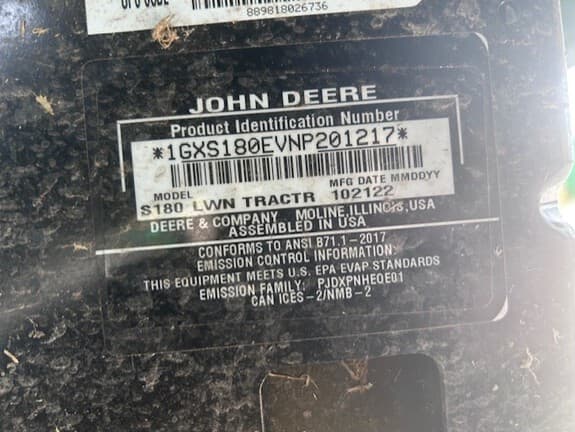 889818026736
JOHN DEERE
Product Identification Number
*1GXS180EVNP201217*
MODEL MFG DATE MMDDYY
S180 LWN TRACTR 102122
DEERE & COMPANY MOLINE, ILLINOIS, USA
ASSEMBLED IN USA
CONFORMS TO ANSI B71.1-2017
EMISSION CONTROL INFORMATION:
THIS EQUIPMENT MEETS U.S. EPA EVAP STANDARDS
EMISSION FAMILY: PJDXPNHEOE01
CAN ICES-2/NMB-2